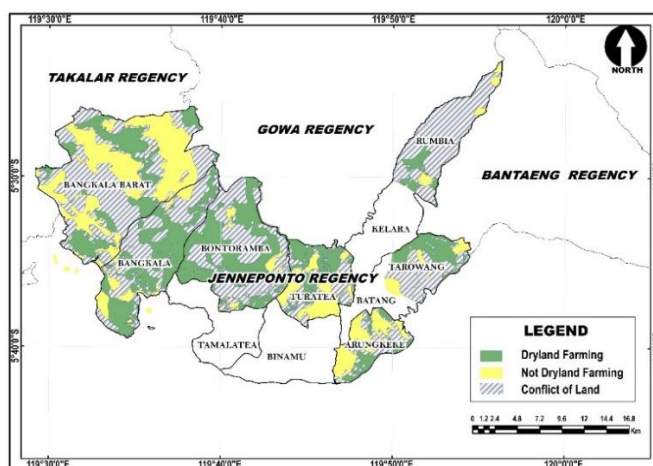 119°30'0"E 119°40'0"E 119°50'0"E 120°0'0"E
NORTH
TAKALAR REGENCY
GOWA REGENCY
RUMBIA
BANTAENG REGENCY
5°30'0"S
BANGKALA BARAT
KELARA
BONTORAMBA
BANGKALA
TAROWANG
JENNEPONTO REGENCY
TURATEA
BATANG
5°40'0"S
TAMALATEA
BINAMU
ARUNGKEKE
LEGEND
Dryland Farming
Not Dryland Farming
Conflict of Land
0 1.2 2.4 4.8 7.2 9.6 12 14.4 16.8
Km
119°30'0"E 119°40'0"E 119°50'0"E 120°0'0"E